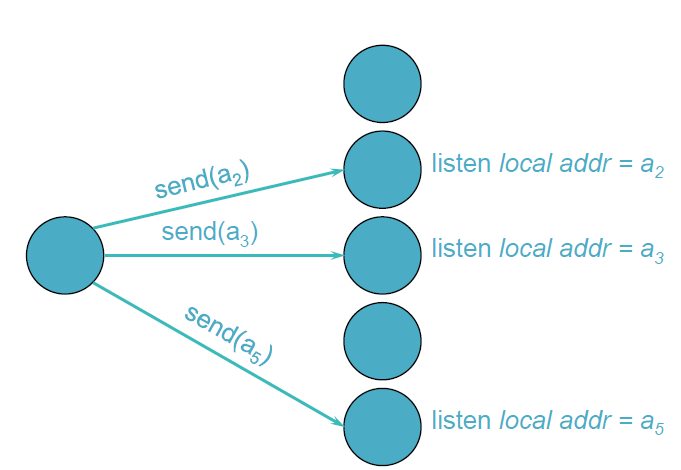 send(a₂)
listen local addr = a₂
send(a₃)
listen local addr = a₃
send(a₅)
listen local addr = a₅